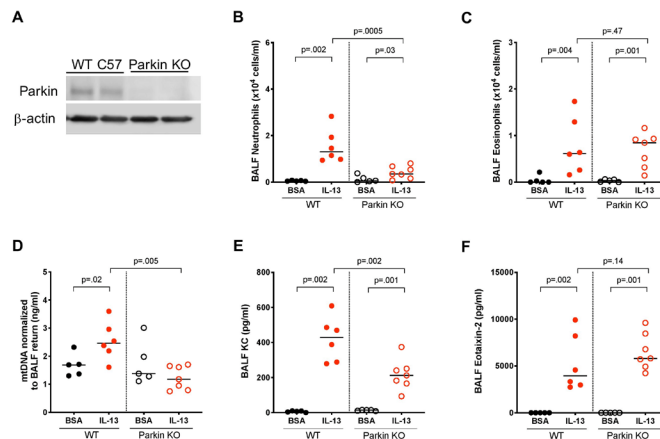 A
WT C57 Parkin KO
Parkin
β-actin
B
p=.0005
p=.002
p=.03
BALF Neutrophils (x10⁴ cells/ml)
6
4
2
0
BSA IL-13 BSA IL-13
WT Parkin KO
C
p=.47
p=.004
p=.001
BALF Eosinophils (x10⁴ cells/ml)
3
2
1
0
BSA IL-13 BSA IL-13
WT Parkin KO
D
p=.005
p=.02
mtDNA normalized
to BALF return (ng/ml)
5
4
3
2
1
0
BSA IL-13 BSA IL-13
WT Parkin KO
E
p=.002
p=.002
p=.001
BALF KC (pg/ml)
800
600
400
200
0
BSA IL-13 BSA IL-13
WT Parkin KO
F
p=.14
p=.002
p=.001
BALF Eotaixin-2 (pg/ml)
15000
10000
5000
0
BSA IL-13 BSA IL-13
WT Parkin KO